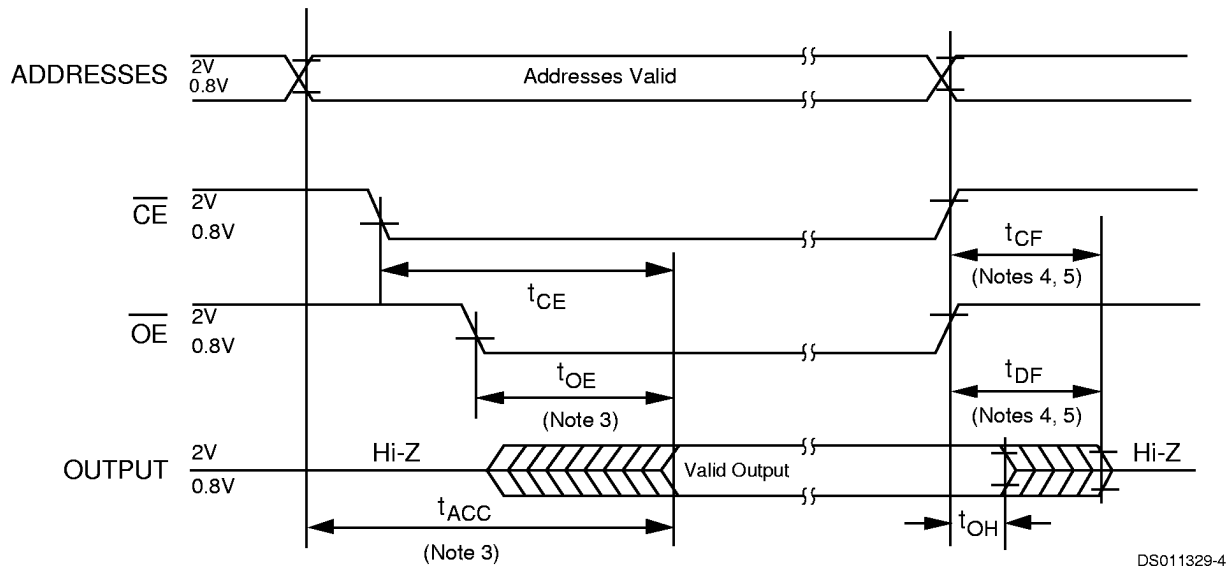 ADDRESSES
2V
0.8V
Addresses Valid
CE
2V
0.8V
tCF
(Notes 4, 5)
tCE
OE
2V
0.8V
tOE
(Note 3)
tDF
(Notes 4, 5)
OUTPUT
2V
0.8V
Hi-Z
Valid Output
Hi-Z
tACC
(Note 3)
tOH
DS011329-4